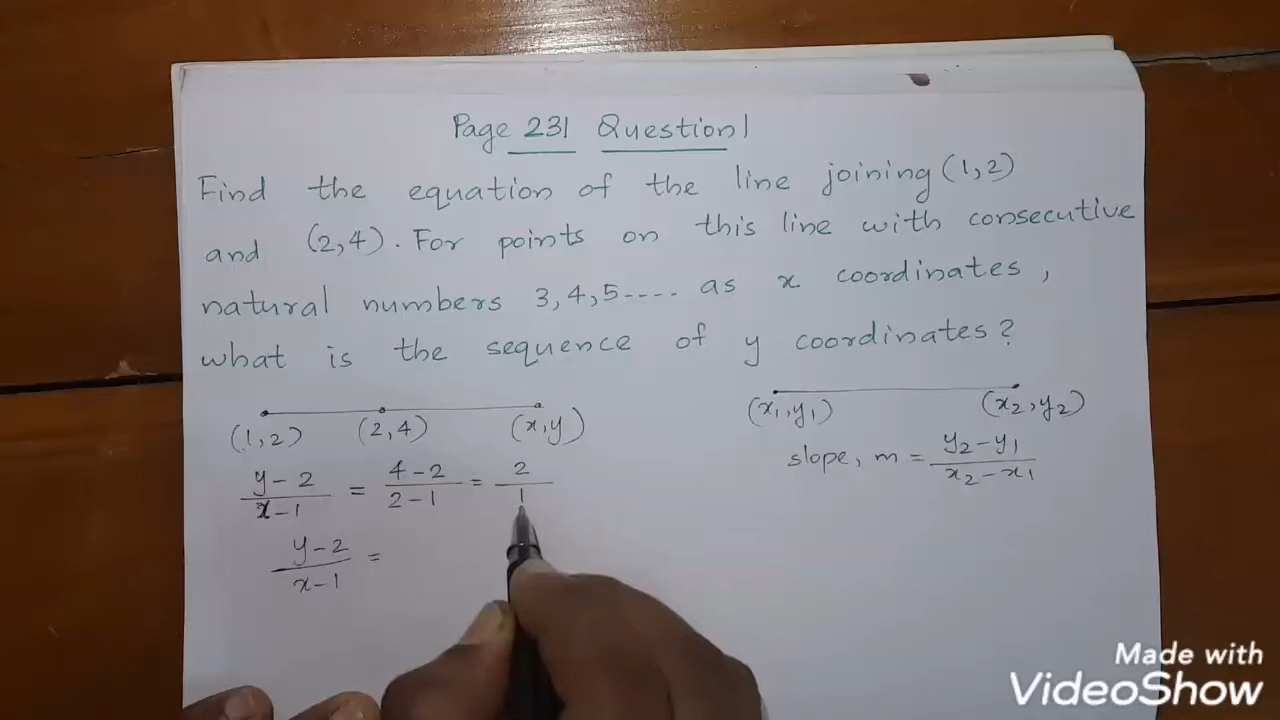 Page 231 Question 1
Find the equation of the line joining (1,2)
and (2,4). For points on this line with consecutive
natural numbers 3,4,5---- as x coordinates,
what is the sequence of y coordinates?
(1,2) (2,4) (x,y)
y-2/x-1 = 4-2/2-1 = 2/1
y-2/x-1 =
(x₁,y₁) (x₂,y₂)
slope, m = y₂-y₁/x₂-x₁
Made with
VideoShow